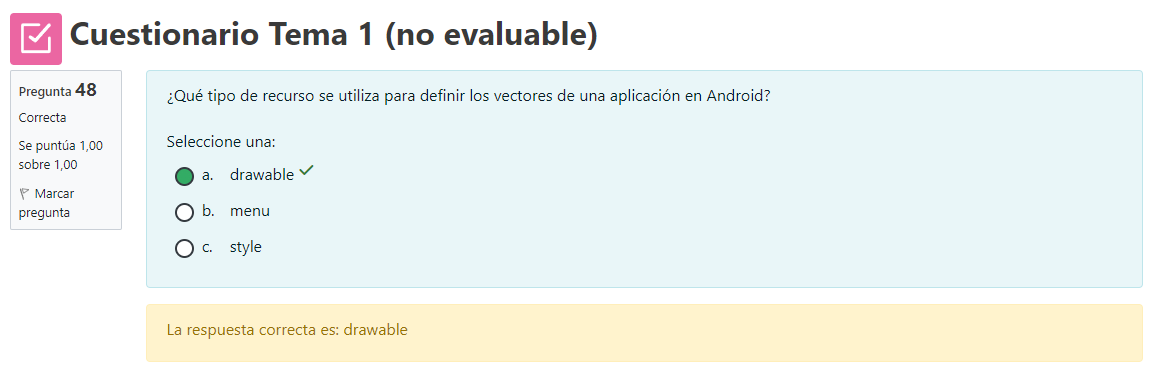 Cuestionario Tema 1 (no evaluable)
Pregunta 48
Correcta
Se puntúa 1,00
sobre 1,00
Marcar
pregunta
¿Qué tipo de recurso se utiliza para definir los vectores de una aplicación en Android?
Seleccione una:
a. drawable
b. menu
c. style
La respuesta correcta es: drawable